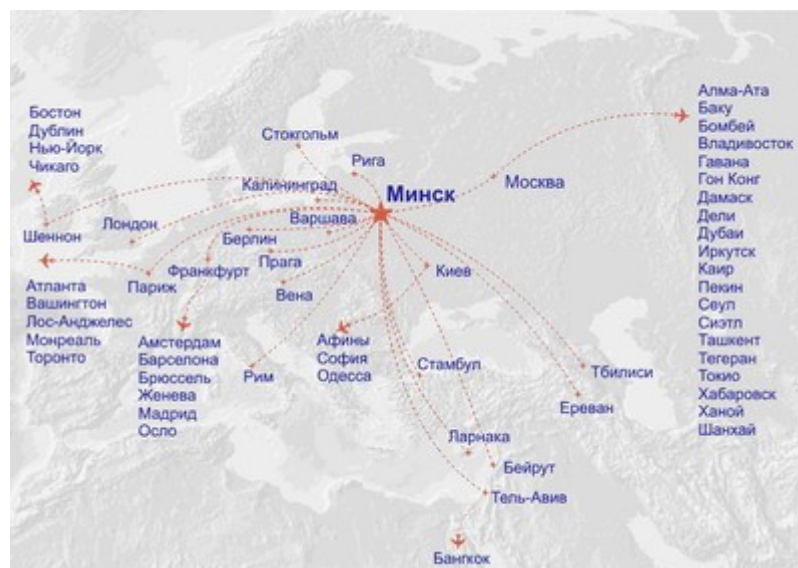 Бостон
Дублин
Нью-Йорк
Чикаго
Стокгольм
Рига
Калининград
Минск
Москва
Шеннон
Лондон
Варшава
Берлин
Прага
Франкфурт
Париж
Вена
Киев
Атланта
Вашингтон
Лос-Анджелес
Монреаль
Торонто
Амстердам
Барселона
Брюссель
Женева
Мадрид
Осло
Рим
Афины
София
Одесса
Стамбул
Тбилиси
Ереван
Ларнака
Бейрут
Тель-Авив
Бангкок
Алма-Ата
Баку
Бомбей
Владивосток
Гавана
Гон Конг
Дамаск
Дели
Дубаи
Иркутск
Каир
Пекин
Сеул
Сиэтл
Ташкент
Тегеран
Токио
Хабаровск
Ханой
Шанхай